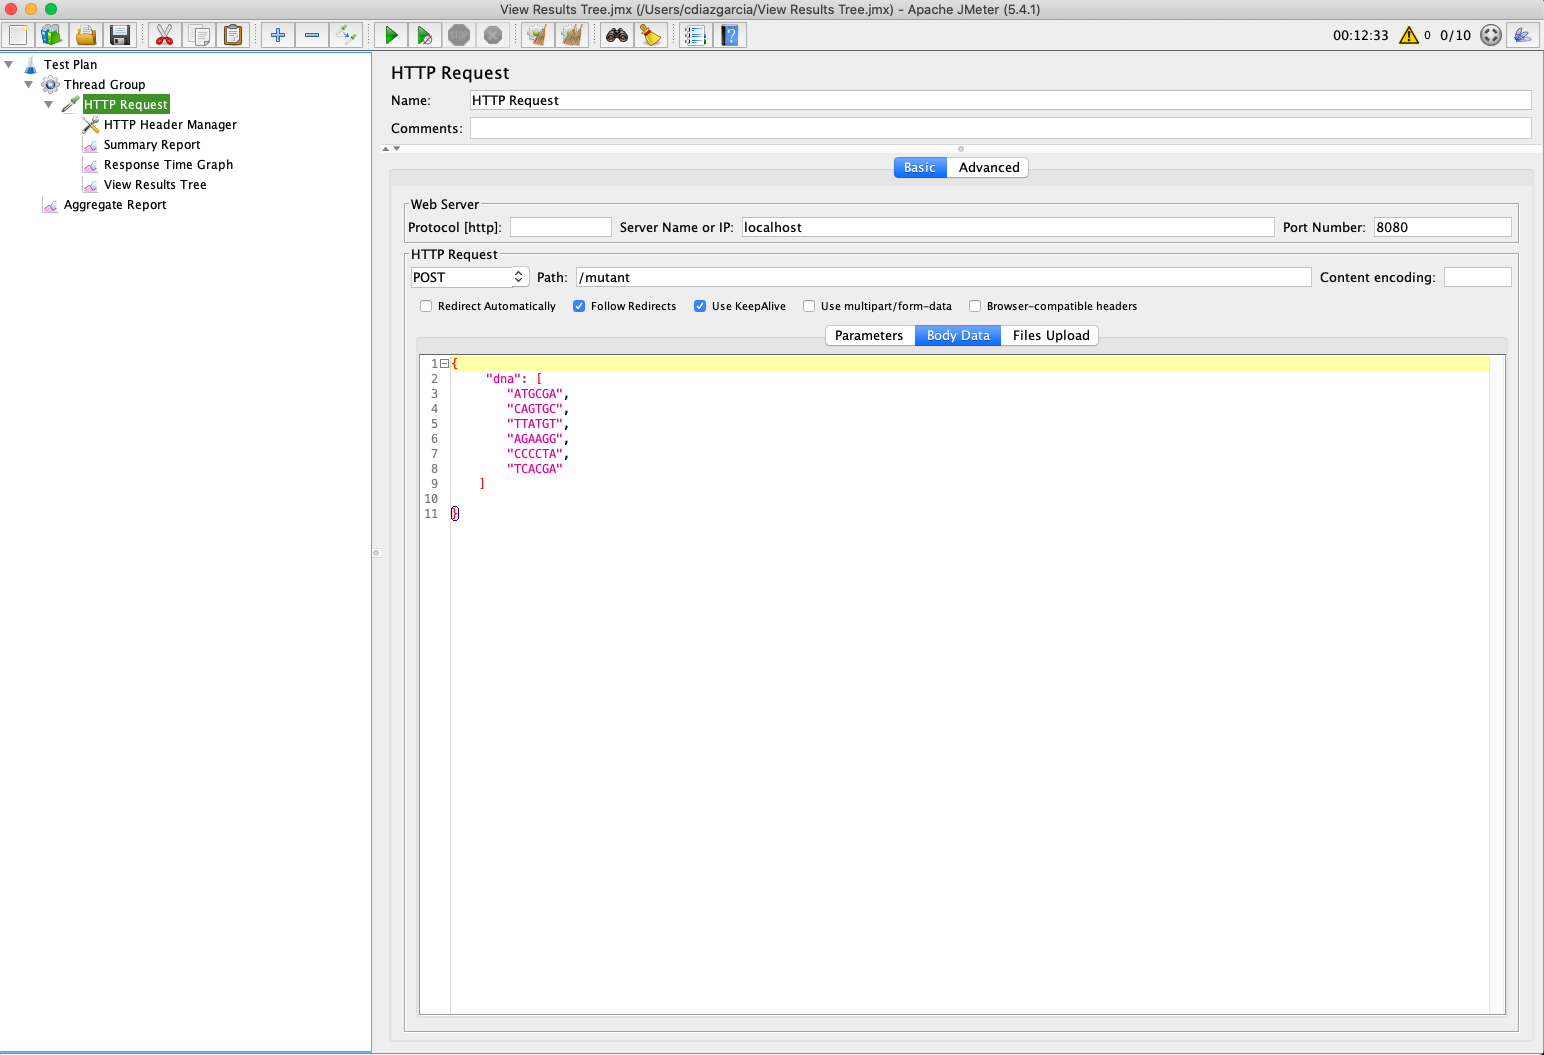 View Results Tree.jmx (/Users/cdiazgarcia/View Results Tree.jmx) - Apache JMeter (5.4.1)
00:12:33 0 0/10
Test Plan
Thread Group
HTTP Request
HTTP Header Manager
Summary Report
Response Time Graph
View Results Tree
Aggregate Report
HTTP Request
Name: HTTP Request
Comments:
Basic Advanced
Web Server
Protocol [http]: Server Name or IP: localhost Port Number: 8080
HTTP Request
POST Path: /mutant Content encoding:
Redirect Automatically Follow Redirects Use KeepAlive Use multipart/form-data Browser-compatible headers
Parameters Body Data Files Upload
1 {
2 "dna": [
3 "ATGCGA",
4 "CAGTGC",
5 "TTATGT",
6 "AGAAGG",
7 "CCCCTA",
8 "TCACGA"
9 ]
10
11 }